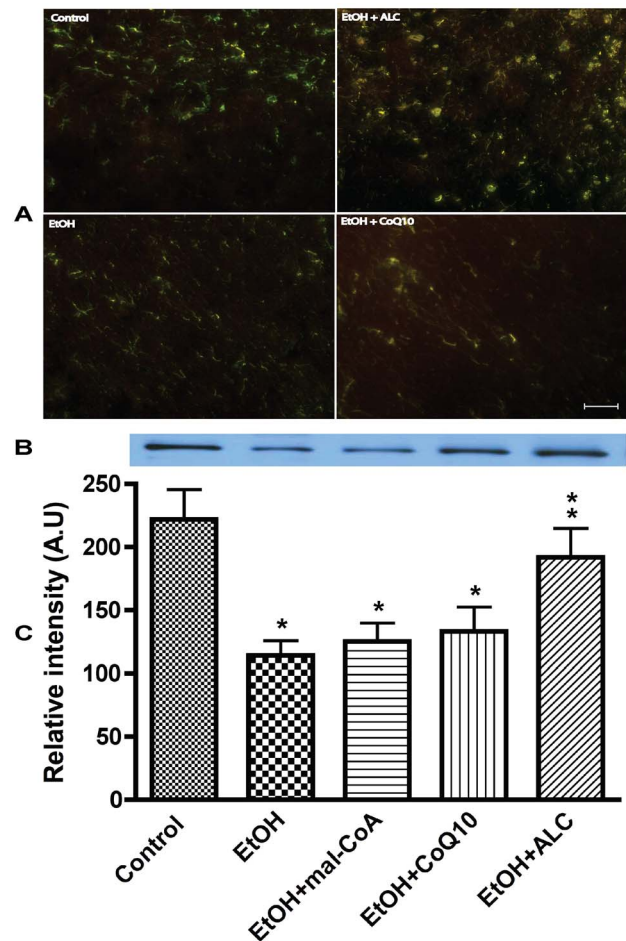 Control
EtOH + ALC
A
EtOH
EtOH + CoQ10
B
C
Relative intensity (A.U)
250
200
150
100
50
0
*
*
*
*
*
Control
EtOH
EtOH+mal-CoA
EtOH+CoQ10
EtOH+ALC